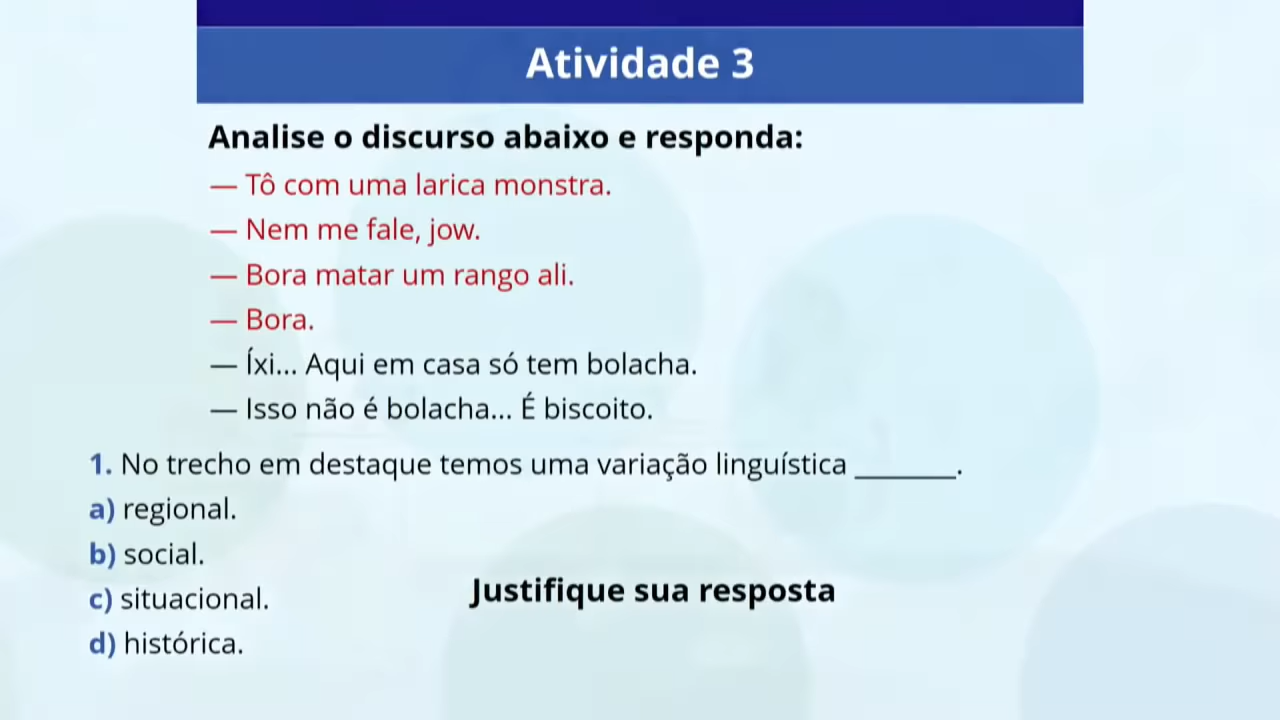 Atividade 3
Analise o discurso abaixo e responda:
— Tô com uma larica monstra.
— Nem me fale, jow.
— Bora matar um rango ali.
— Bora.
— Íxi... Aqui em casa só tem bolacha.
— Isso não é bolacha... É biscoito.
1. No trecho em destaque temos uma variação linguística _______.
a) regional.
b) social.
c) situacional.
d) histórica.
Justifique sua resposta